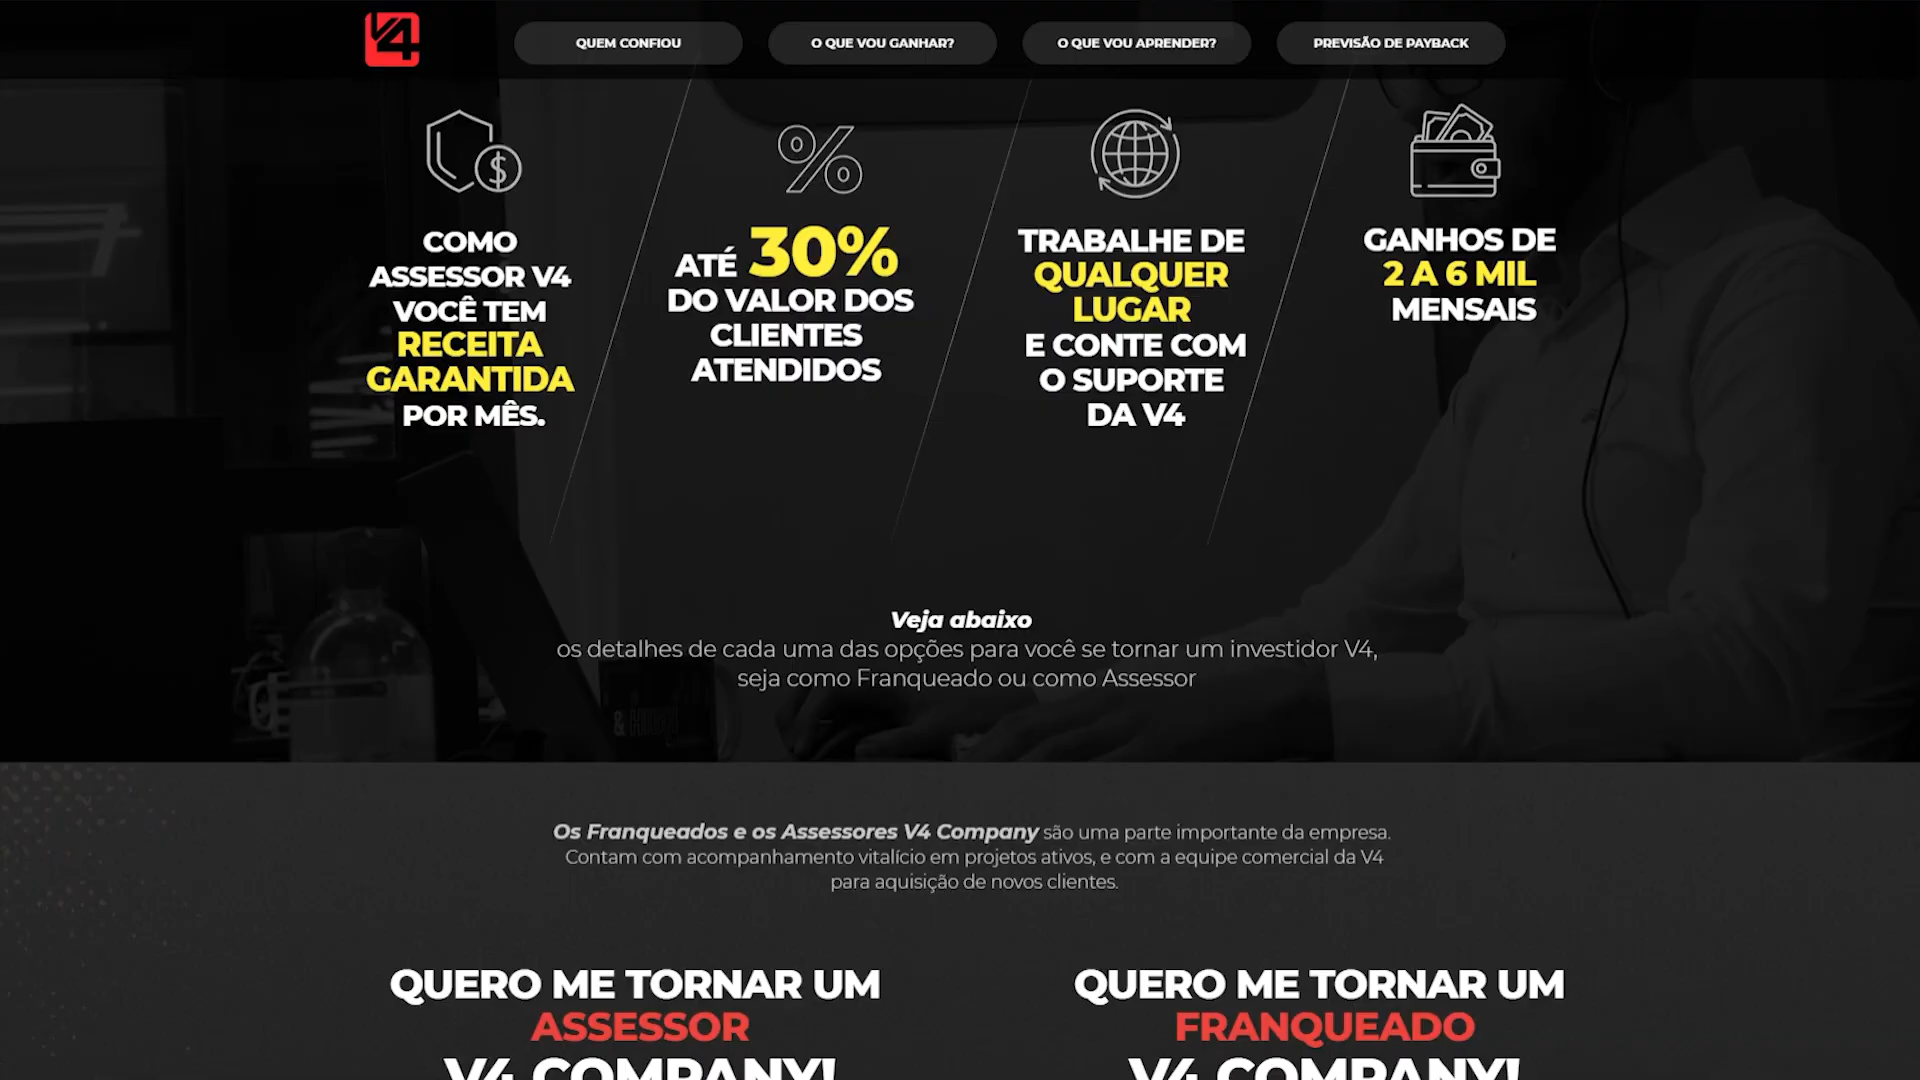 V4
QUEM CONFIOU
O QUE VOU GANHAR?
O QUE VOU APRENDER?
PREVISÃO DE PAYBACK
COMO
ASSESSOR V4
VOCÊ TEM
RECEITA
GARANTIDA
POR MÊS.
ATÉ 30%
DO VALOR DOS
CLIENTES
ATENDIDOS
TRABALHE DE
QUALQUER
LUGAR
E CONTE COM
O SUPORTE
DA V4
GANHOS DE
2 A 6 MIL
MENSAIS
Veja abaixo
os detalhes de cada uma das opções para você se tornar um investidor V4,
seja como Franqueado ou como Assessor
Os Franqueados e os Assessores V4 Company são uma parte importante da empresa.
Contam com acompanhamento vitalício em projetos ativos, e com a equipe comercial da V4
para aquisição de novos clientes.
QUERO ME TORNAR UM
ASSESSOR
V4 COMPANY!
QUERO ME TORNAR UM
FRANQUEADO
V4 COMPANY!